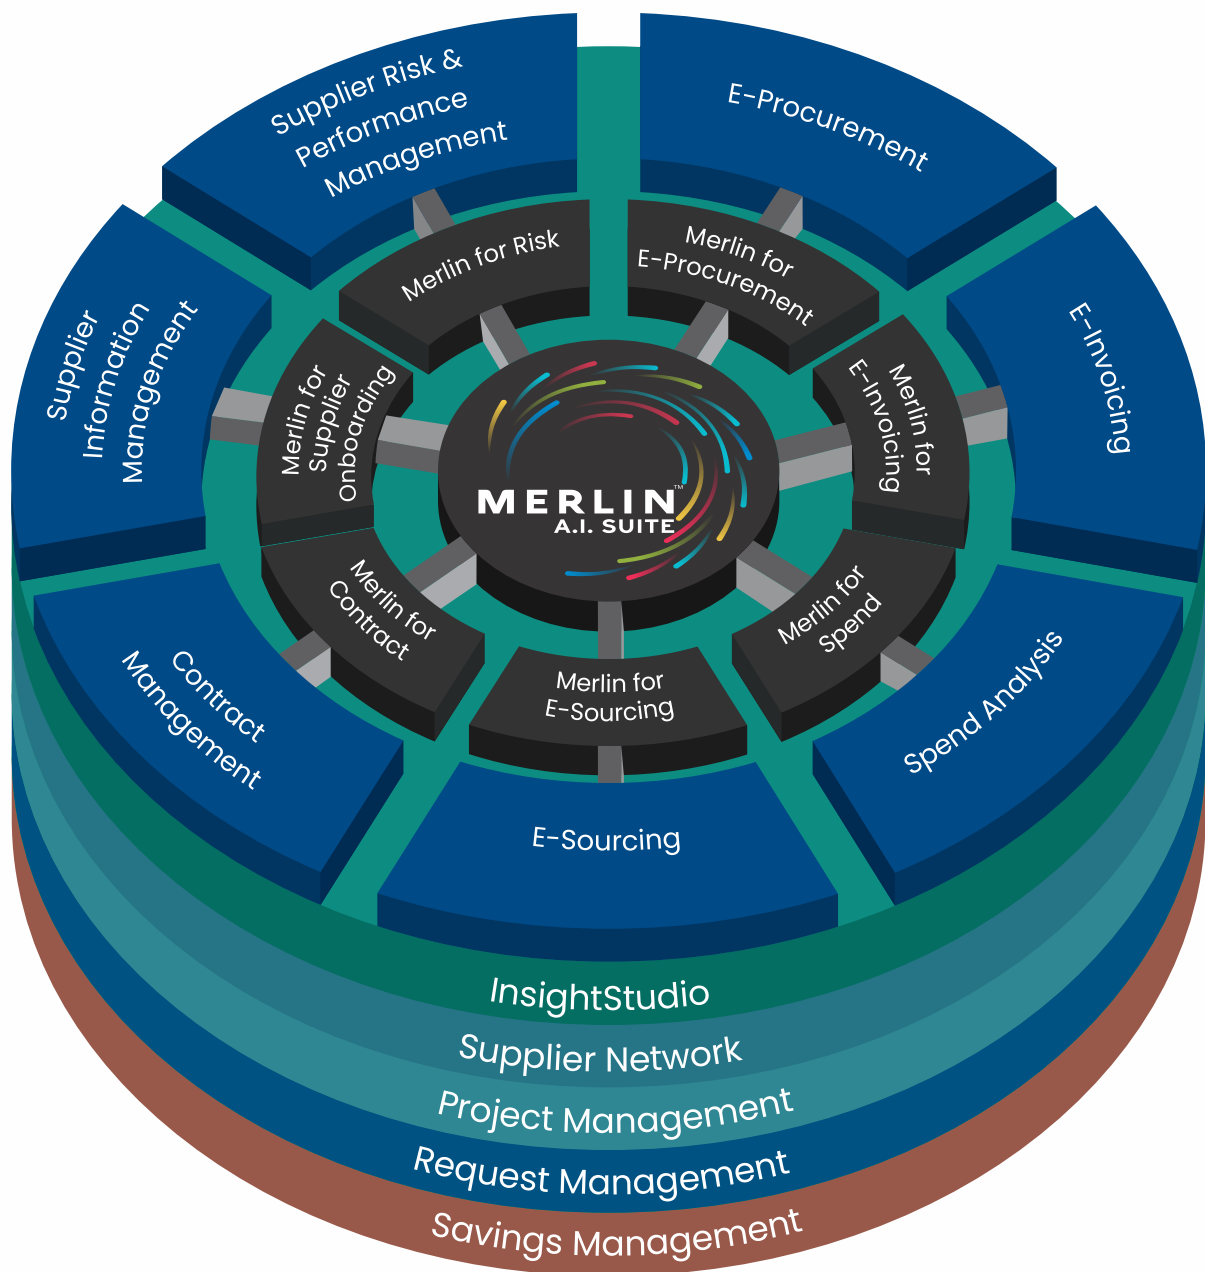 Supplier Risk &
Performance
Management
E-Procurement
Supplier
Information
Management
Merlin for Risk
Merlin for
E-Procurement
E-Invoicing
Merlin for
Supplier
Onboarding
Merlin for
E-Invoicing
MERLIN™
A.I. SUITE
Merlin for
Contract
Merlin for
Spend
Merlin for
E-Sourcing
Contract
Management
Spend Analysis
E-Sourcing
InsightStudio
Supplier Network
Project Management
Request Management
Savings Management